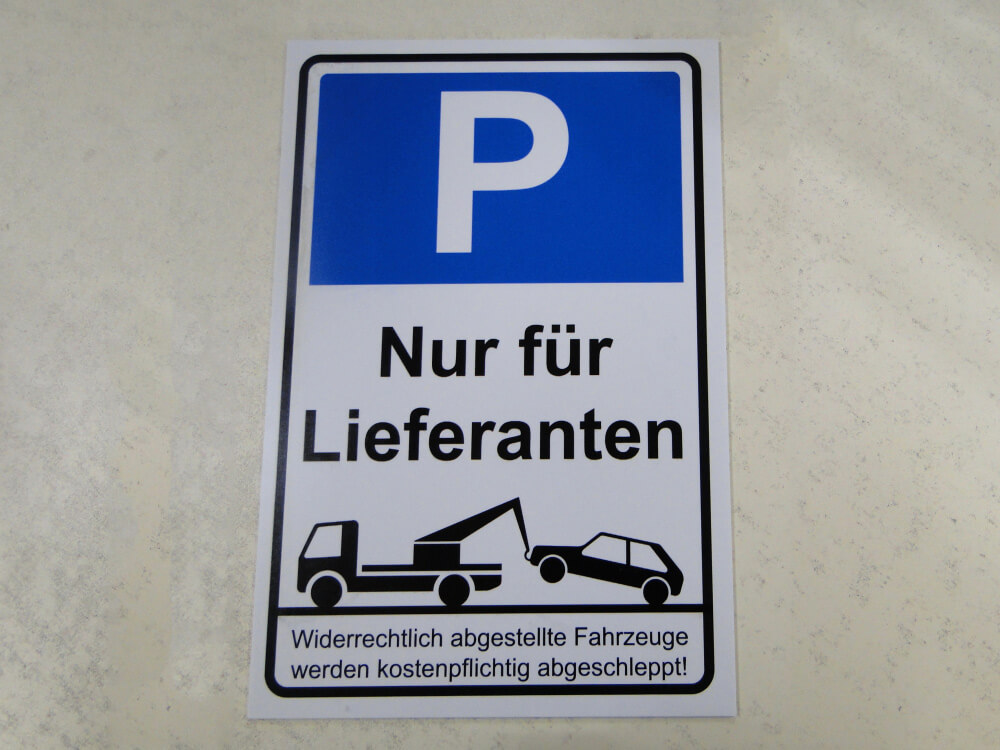 P
Nur für
Lieferanten
Widerrechtlich abgestellte Fahrzeuge
werden kostenpflichtig abgeschleppt!